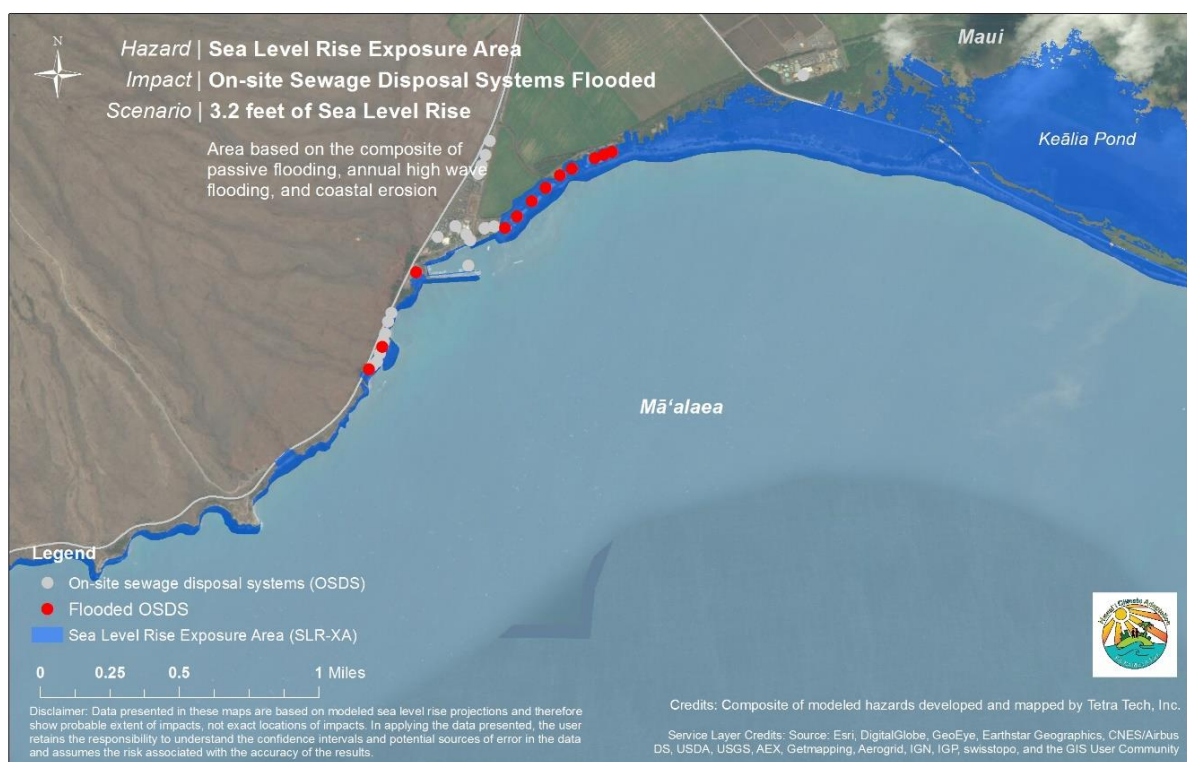 N
Hazard | Sea Level Rise Exposure Area
Impact | On-site Sewage Disposal Systems Flooded
Scenario | 3.2 feet of Sea Level Rise
Area based on the composite of
passive flooding, annual high wave
flooding, and coastal erosion
Maui
Keālia Pond
Māʻalaea
Legend
On-site sewage disposal systems (OSDS)
Flooded OSDS
Sea Level Rise Exposure Area (SLR-XA)
0 0.25 0.5 1 Miles
Disclaimer: Data presented in these maps are based on modeled sea level rise projections and therefore
show probable extent of impacts, not exact locations of impacts. In applying the data presented, the user
retains the responsibility to understand the confidence intervals and potential sources of error in the data
and assumes the risk associated with the accuracy of the results.
Hawaiʻi Climate Adaptation
Credits: Composite of modeled hazards developed and mapped by Tetra Tech, Inc.
Service Layer Credits: Source: Esri, DigitalGlobe, GeoEye, Earthstar Geographics, CNES/Airbus
DS, USDA, USGS, AEX, Getmapping, Aerogrid, IGN, IGP, swisstopo, and the GIS User Community